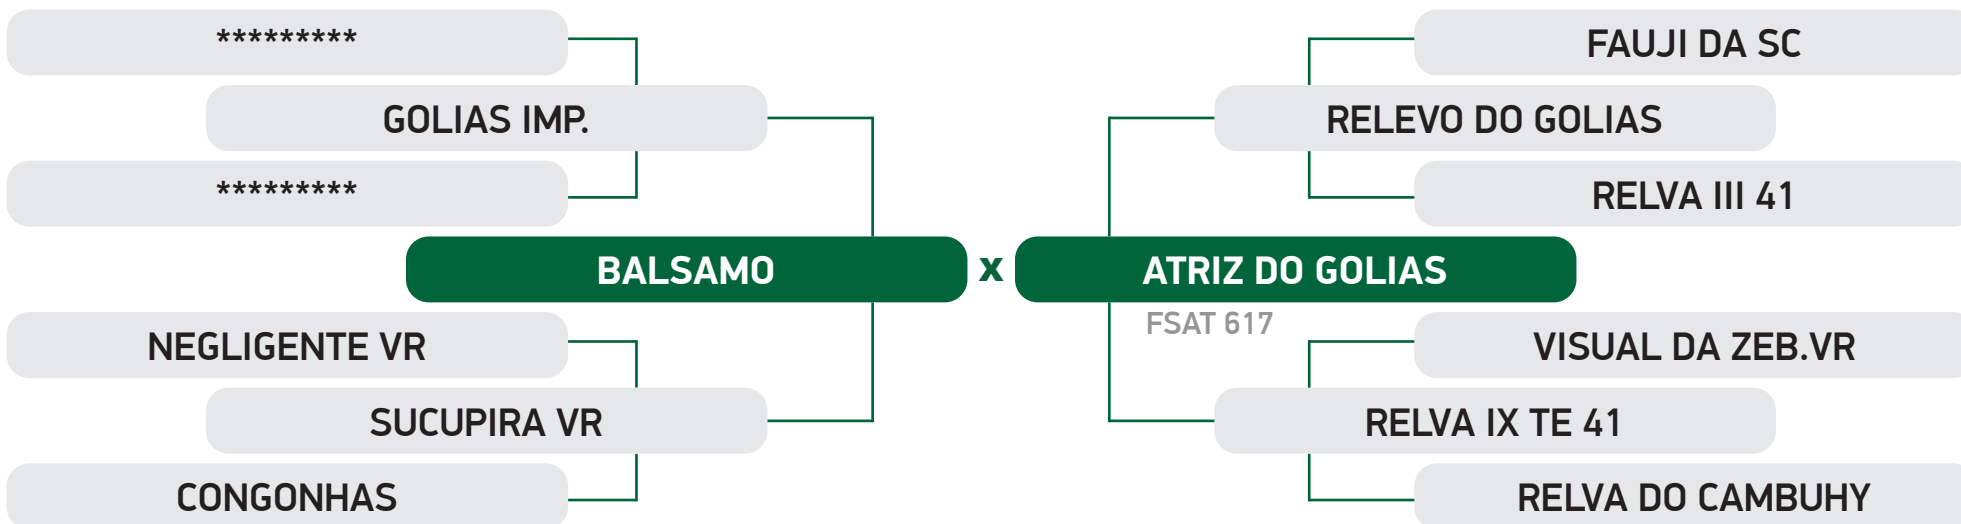 *********
FAUJI DA SC
GOLIAS IMP.
RELEVO DO GOLIAS
*********
RELVA III 41
BALSAMO
x
ATRIZ DO GOLIAS
FSAT 617
NEGLIGENTE VR
VISUAL DA ZEB.VR
SUCUPIRA VR
RELVA IX TE 41
CONGONHAS
RELVA DO CAMBUHY